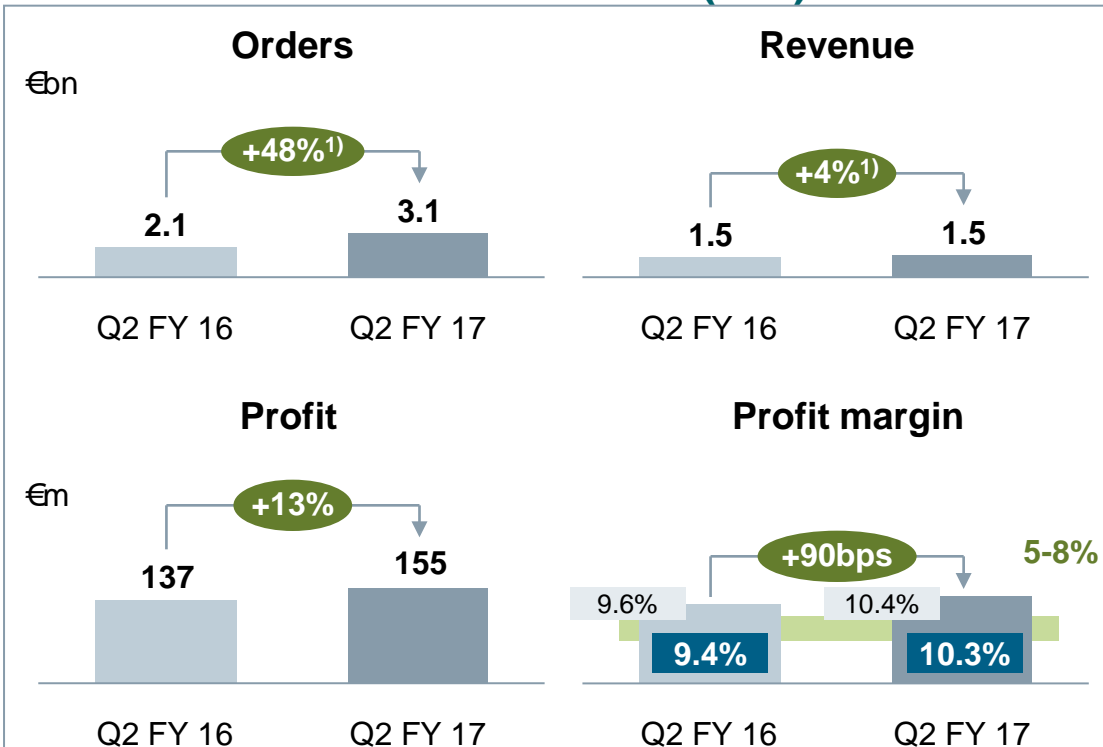 Orders
Revenue
€bn
+48%1)
+4%1)
2.1
3.1
1.5
1.5
Q2 FY 16
Q2 FY 17
Q2 FY 16
Q2 FY 17
Profit
Profit margin
€m
+13%
+90bps
5-8%
137
155
9.6%
10.4%
9.4%
10.3%
Q2 FY 16
Q2 FY 17
Q2 FY 16
Q2 FY 17